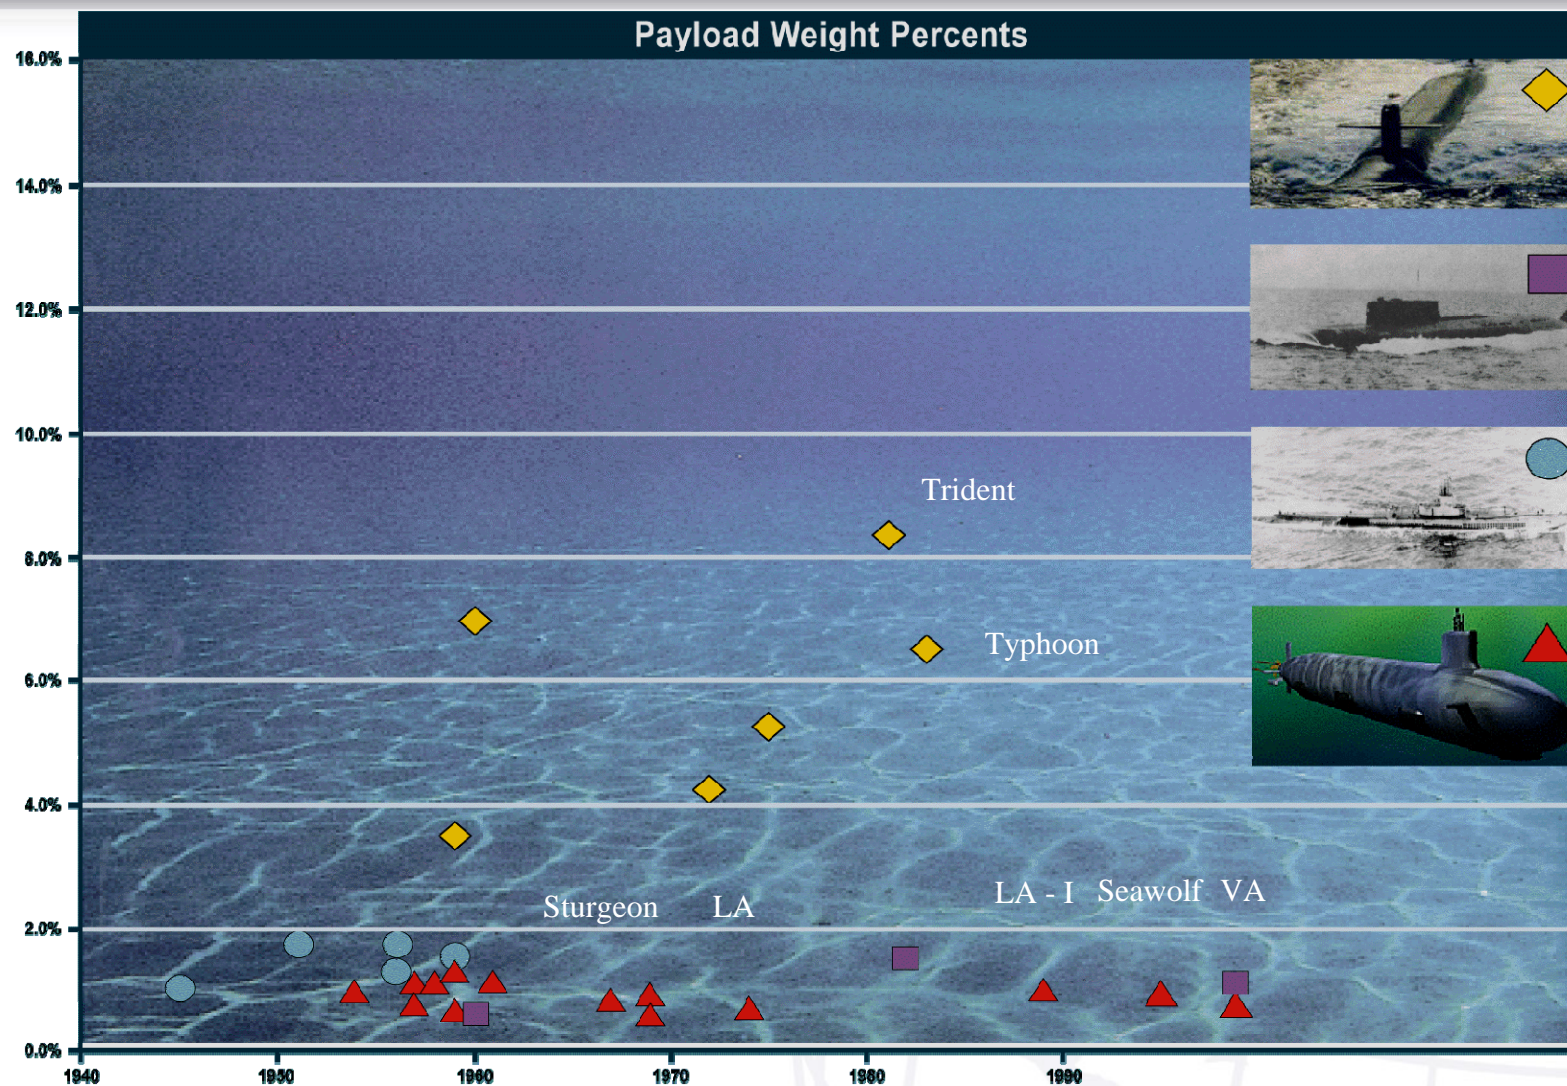 Payload Weight Percents
16.0%
14.0%
12.0%
10.0%
Trident
8.0%
Typhoon
6.0%
4.0%
LA - I Seawolf VA
Sturgeon LA
2.0%
0.0%
1940 1950 1960 1970 1980 1990